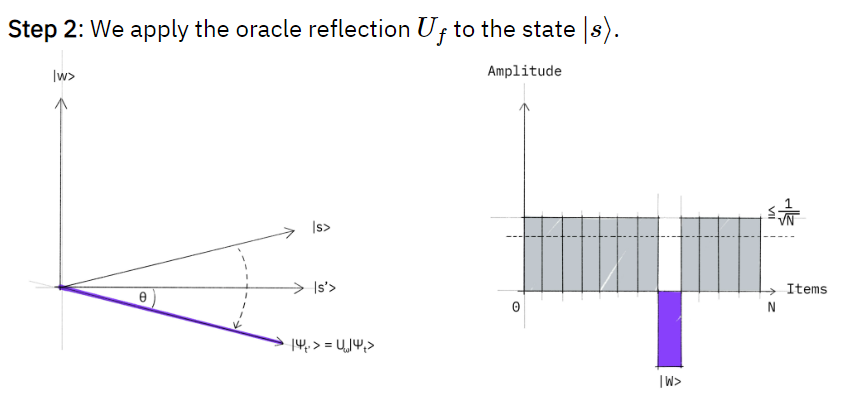 Step 2: We apply the oracle reflection U_f to the state |s⟩.
|w>
|s>
|s'>
θ
|Ψₜ'> = Uω|Ψₜ>
Amplitude
≤ 1/√N
Items
0
N
|W>